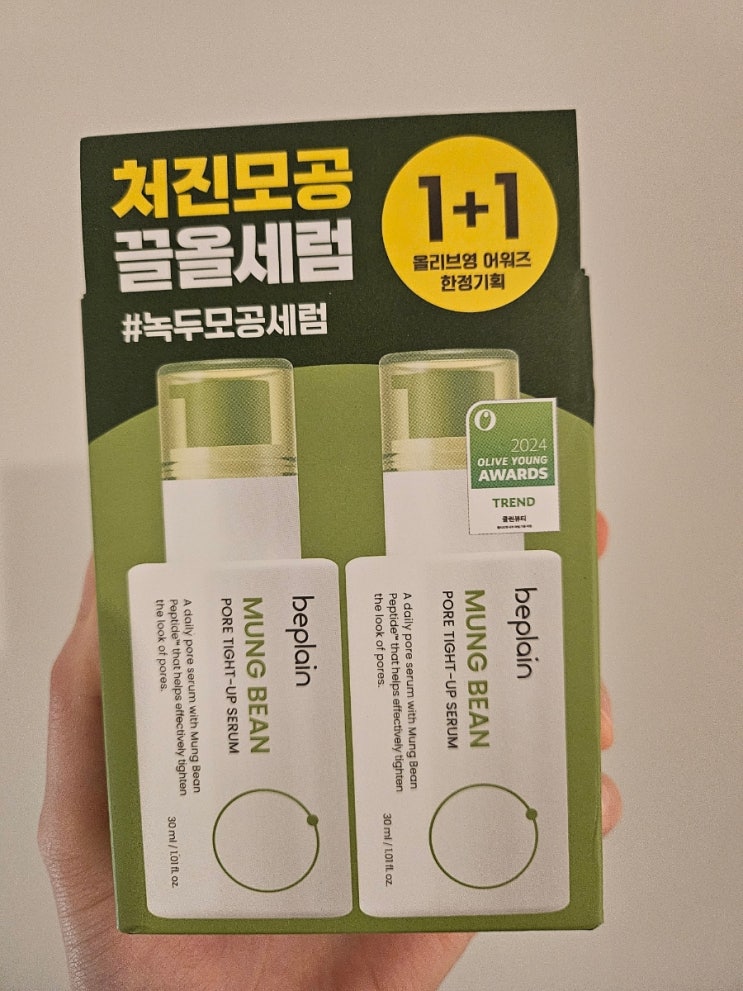 처진모공
끌올세럼
#녹두모공세럼
1+1
올리브영 어워즈
한정기획
2024
OLIVE YOUNG
AWARDS
TREND
클린뷰티
beplain
MUNG BEAN
PORE TIGHT-UP SERUM
A daily pore serum with Mung Bean
Peptide™ that helps effectively tighten
the look of pores.
30 ml / 1.01 fl. oz.
beplain
MUNG BEAN
PORE TIGHT-UP SERUM
A daily pore serum with Mung Bean
Peptide™ that helps effectively tighten
the look of pores.
30 ml / 1.01 fl. oz.